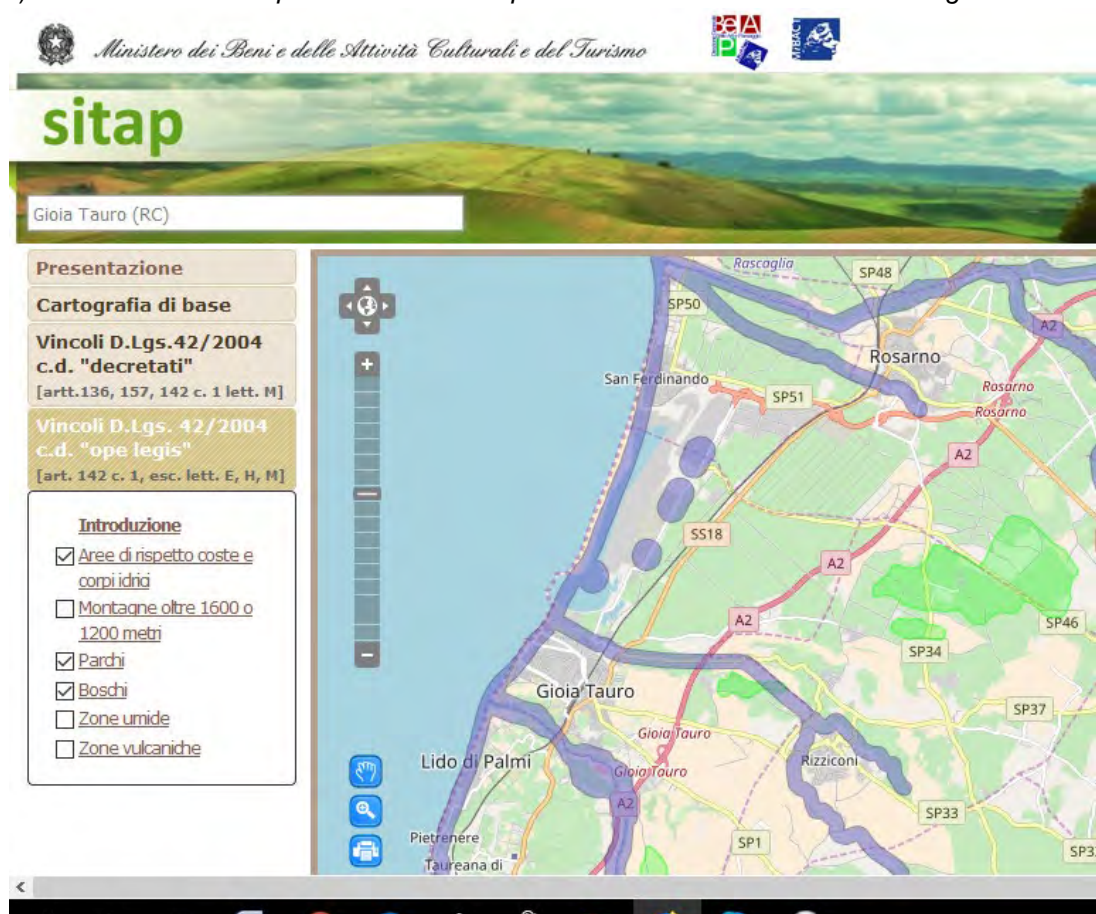 Ministero dei Beni e delle Attività Culturali e del Turismo
BeA
P
MiBACT
sitap
Gioia Tauro (RC)
Presentazione
Cartografia di base
Vincoli D.Lgs.42/2004
c.d. "decretati"
[artt.136, 157, 142 c. 1 lett. M]
Vincoli D.Lgs. 42/2004
c.d. "ope legis"
[art. 142 c. 1, esc. lett. E, H, M]
Introduzione
Aree di rispetto coste e
corpi idrici
Montagne oltre 1600 o
1200 metri
Parchi
Boschi
Zone umide
Zone vulcaniche
Rascaglia
SP48
SP50
A2
Rosarno
San Ferdinando
SP51
Rosarno
Rosarno
A2
SS18
A2
A2
SP46
SP34
Gioia Tauro
SP37
Gioia Tauro
Lido di Palmi
Rizziconi
Gioia Tauro
A2
SP33
Pietrenere
SP1
Taureana di